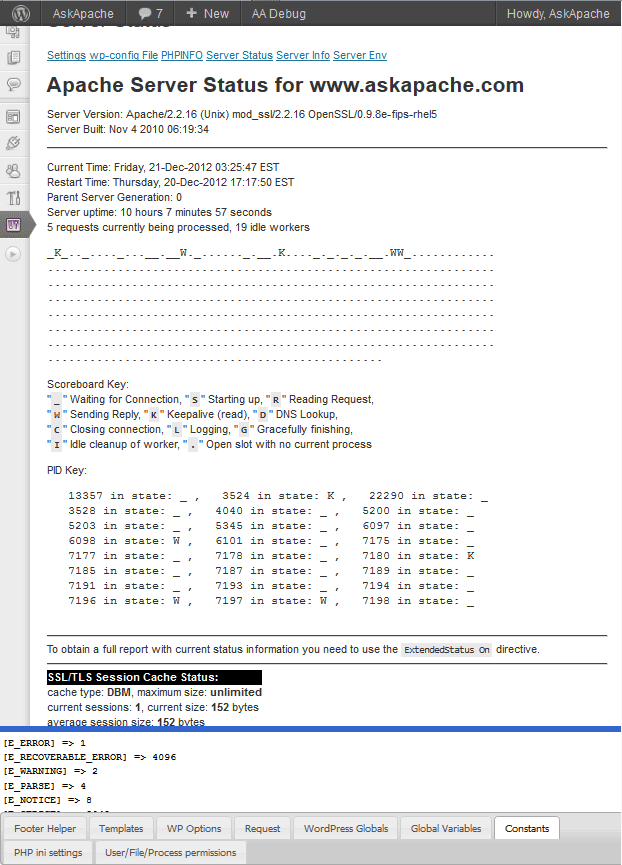 AskApache 7 + New AA Debug Howdy, AskApache
Server Status
Settings wp-config File PHPINFO Server Status Server Info Server Env
Apache Server Status for www.askapache.com
Server Version: Apache/2.2.16 (Unix) mod_ssl/2.2.16 OpenSSL/0.9.8e-fips-rhel5
Server Built: Nov 4 2010 06:19:34
Current Time: Friday, 21-Dec-2012 03:25:47 EST
Restart Time: Thursday, 20-Dec-2012 17:17:50 EST
Parent Server Generation: 0
Server uptime: 10 hours 7 minutes 57 seconds
5 requests currently being processed, 19 idle workers
_K_.._...._...__.__W._......_.__.K...._._._._.__.WW_............
................................................................
................................................................
................................................................
................................................................
................................................................
................................................................
................................................
Scoreboard Key:
"_" Waiting for Connection, "S" Starting up, "R" Reading Request,
"W" Sending Reply, "K" Keepalive (read), "D" DNS Lookup,
"C" Closing connection, "L" Logging, "G" Gracefully finishing,
"I" Idle cleanup of worker, "." Open slot with no current process
PID Key:
13357 in state: _ , 3524 in state: K , 22290 in state: _
3528 in state: _ , 4040 in state: _ , 5200 in state: _
5203 in state: _ , 5345 in state: _ , 6097 in state: _
6098 in state: W , 6101 in state: _ , 7175 in state: _
7177 in state: _ , 7178 in state: _ , 7180 in state: K
7185 in state: _ , 7187 in state: _ , 7189 in state: _
7191 in state: _ , 7193 in state: _ , 7194 in state: _
7196 in state: W , 7197 in state: W , 7198 in state: _
To obtain a full report with current status information you need to use the ExtendedStatus On directive.
SSL/TLS Session Cache Status:
cache type: DBM, maximum size: unlimited
current sessions: 1, current size: 152 bytes
average session size: 152 bytes
[E_ERROR] => 1
[E_RECOVERABLE_ERROR] => 4096
[E_WARNING] => 2
[E_PARSE] => 4
[E_NOTICE] => 8
Footer Helper Templates WP Options Request WordPress Globals Global Variables Constants
PHP ini settings User/File/Process permissions